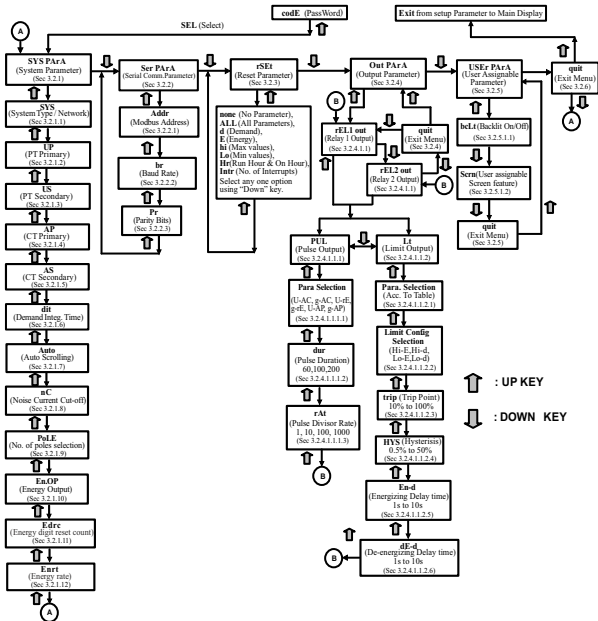 codE (PassWord)
SEL (Select)
Exit from setup Parameter to Main Display
A
SYS PArA
(System Parameter)
(Sec 3.2.1)
Ser PArA
(Serial Comm.Parameter)
(Sec 3.2.2)
rSEt
(Reset Parameter)
(Sec 3.2.3)
Out PArA
(Output Parameter)
(Sec 3.2.4)
USEr PArA
(User Assignable
Parameter)
(Sec 3.2.5)
quit
(Exit Menu)
(Sec 3.2.6)
A
SYS
(System Type / Network)
(Sec 3.2.1.1)
UP
(PT Primary)
(Sec 3.2.1.2)
US
(PT Secondary)
(Sec 3.2.1.3)
AP
(CT Primary)
(Sec 3.2.1.4)
AS
(CT Secondary)
(Sec 3.2.1.5)
dit
(Demand Integ. Time)
(Sec 3.2.1.6)
Auto
(Auto Scrolling)
(Sec 3.2.1.7)
nC
(Noise Current Cut-off)
(Sec 3.2.1.8)
PoLE
(No. of poles selection)
(Sec 3.2.1.9)
En.OP
(Energy Output)
(Sec 3.2.1.10)
Edrc
(Energy digit reset count)
(Sec 3.2.1.11)
Enrt
(Energy rate)
(Sec 3.2.1.12)
A
Addr
(Modbus Address)
(Sec 3.2.2.1)
br
(Baud Rate)
(Sec 3.2.2.2)
Pr
(Parity Bits)
(Sec 3.2.2.3)
none (No Parameters),
ALL (All Parameters),
d (Demand),
E(Energy),
hi (Max values),
Lo(Min values),
Hr(Run Hour & On Hour),
Intr (No. of Interrupts)
Select any one option
using "Down" key.
B
rEL1 out
(Relay 1 Output)
(Sec 3.2.4.1.1)
quit
(Exit Menu)
(Sec 3.2.4)
rEL2 out
(Relay 2 Output)
(Sec 3.2.4.1.1)
B
bcLt (Backlit On/Off)
(Sec 3.2.5.1.1)
Scrn(User assignable
Screen feature)
(Sec 3.2.5.1.2)
quit
(Exit Menu)
(Sec 3.2.5)
PUL
(Pulse Output)
(Sec 3.2.4.1.1.1)
Para Selection
(U-AC, g-AC, U-rE,
g-rE, U-AP, g-AP)
(Sec 3.2.4.1.1.1.1)
dur
(Pulse Duration)
60,100,200
(Sec 3.2.4.1.1.1.2)
rAt
(Pulse Divisor Rate)
1, 10, 100, 1000
(Sec 3.2.4.1.1.1.3)
B
Lt
(Limit Output)
(Sec 3.2.4.1.1.2)
Para. Selection
(Acc. To Table)
(Sec 3.2.4.1.1.2.1)
Limit Config
Selection
(Hi-E,Hi-d,
Lo-E,Lo-d)
(Sec 3.2.4.1.1.2.2)
trip (Trip Point)
10% to 100%
(Sec 3.2.4.1.1.2.3)
HYS (Hysterisis)
0.5% to 50%
(Sec 3.2.4.1.1.2.4)
En-d
(Energizing Delay time)
1s to 10s
(Sec 3.2.4.1.1.2.5)
dE-d
(De-energizing Delay time)
1s to 10s
(Sec 3.2.4.1.1.2.6)
B
: UP KEY
: DOWN KEY